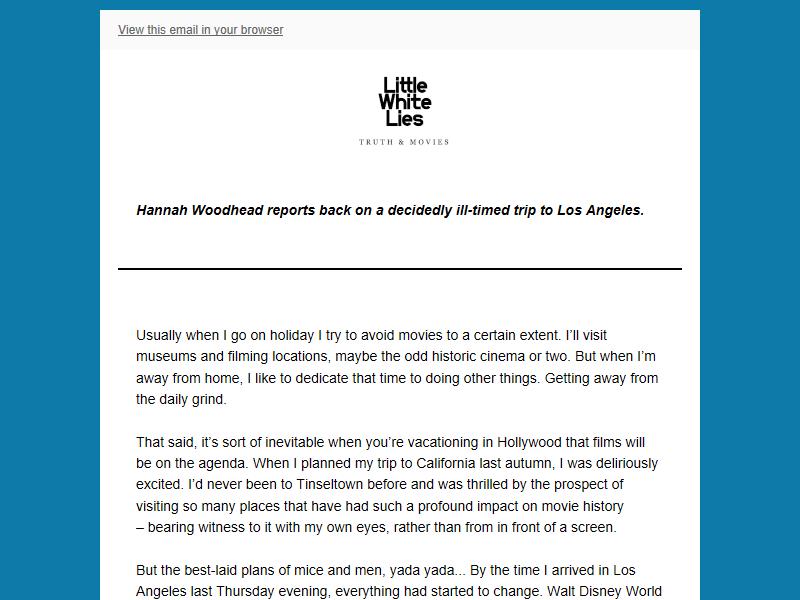 View this email in your browser
Little
White
Lies
TRUTH & MOVIES
Hannah Woodhead reports back on a decidedly ill-timed trip to Los Angeles.
Usually when I go on holiday I try to avoid movies to a certain extent. I’ll visit
museums and filming locations, maybe the odd historic cinema or two. But when I’m
away from home, I like to dedicate that time to doing other things. Getting away from
the daily grind.
That said, it’s sort of inevitable when you’re vacationing in Hollywood that films will
be on the agenda. When I planned my trip to California last autumn, I was deliriously
excited. I’d never been to Tinseltown before and was thrilled by the prospect of
visiting so many places that have had such a profound impact on movie history
– bearing witness to it with my own eyes, rather than from in front of a screen.
But the best-laid plans of mice and men, yada yada... By the time I arrived in Los
Angeles last Thursday evening, everything had started to change. Walt Disney World